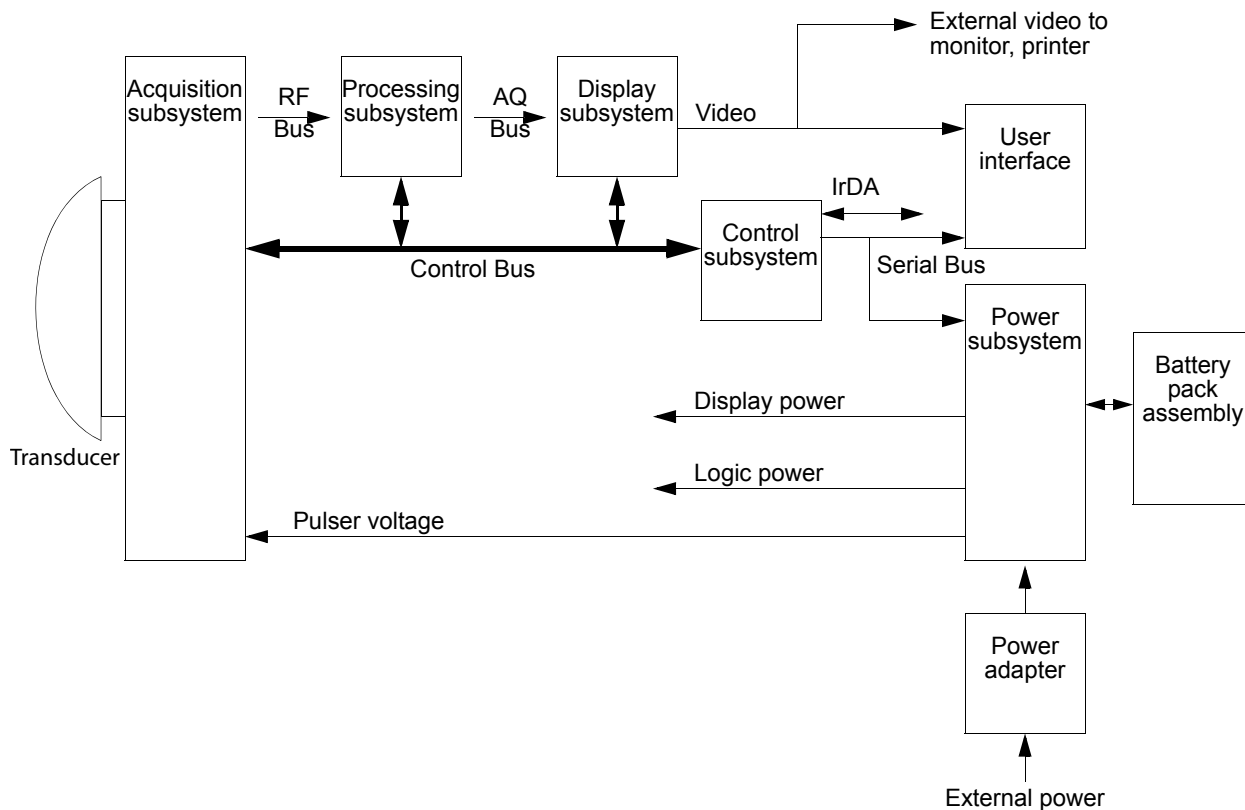 External video to
monitor, printer
Acquisition
subsystem
RF
Bus
Processing
subsystem
AQ
Bus
Display
subsystem
Video
User
interface
IrDA
Control
subsystem
Control Bus
Serial Bus
Power
subsystem
Battery
pack
assembly
Display power
Transducer
Logic power
Pulser voltage
Power
adapter
External power